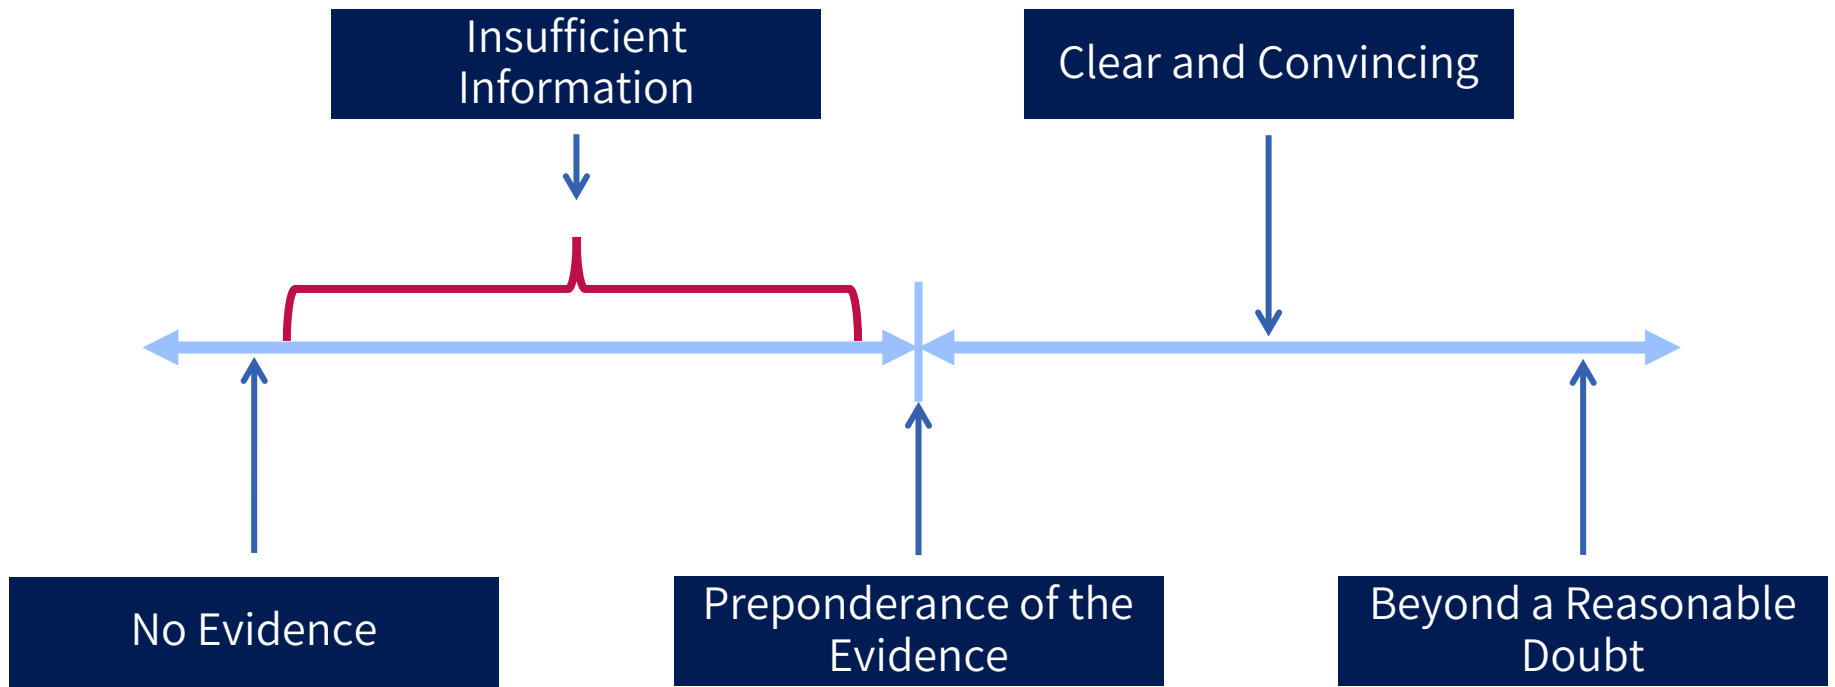 Insufficient
Information
Clear and Convincing
No Evidence
Preponderance of the
Evidence
Beyond a Reasonable
Doubt